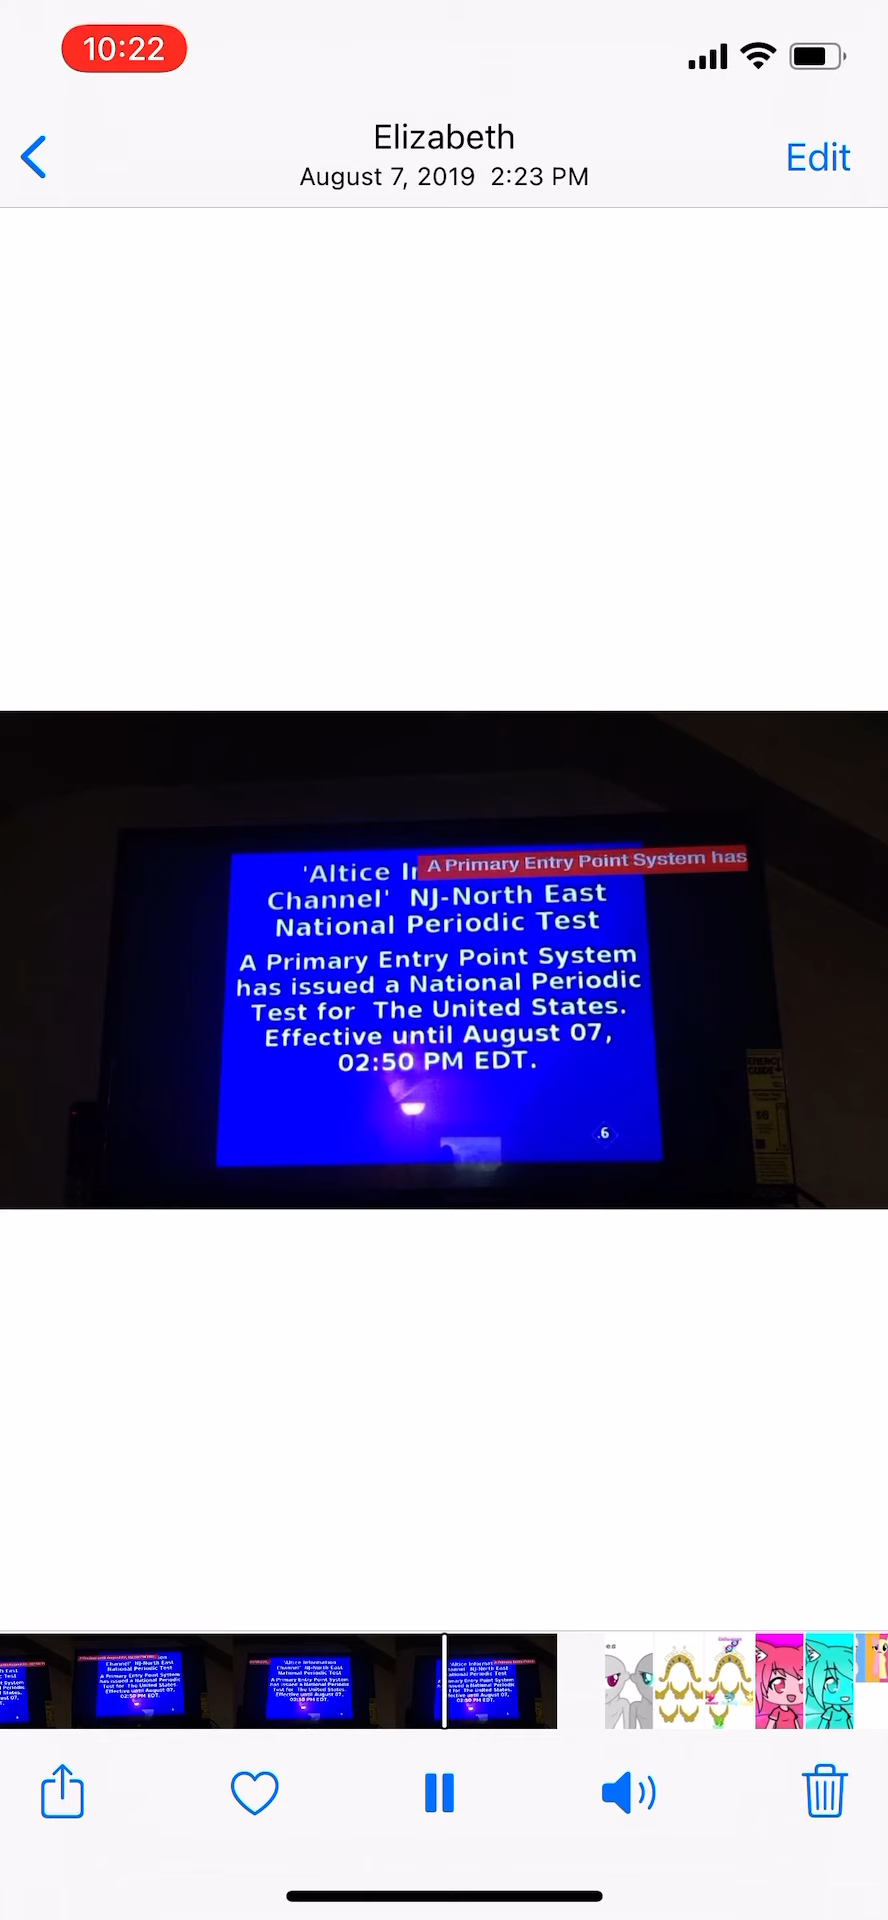 10:22
Elizabeth
August 7, 2019 2:23 PM
Edit
'Altice
A Primary Entry Point System has
Channel' NJ-North East
National Periodic Test
A Primary Entry Point System
has issued a National Periodic
Test for The United States.
Effective until August 07,
02:50 PM EDT.
.6
ENERGY
GUIDE